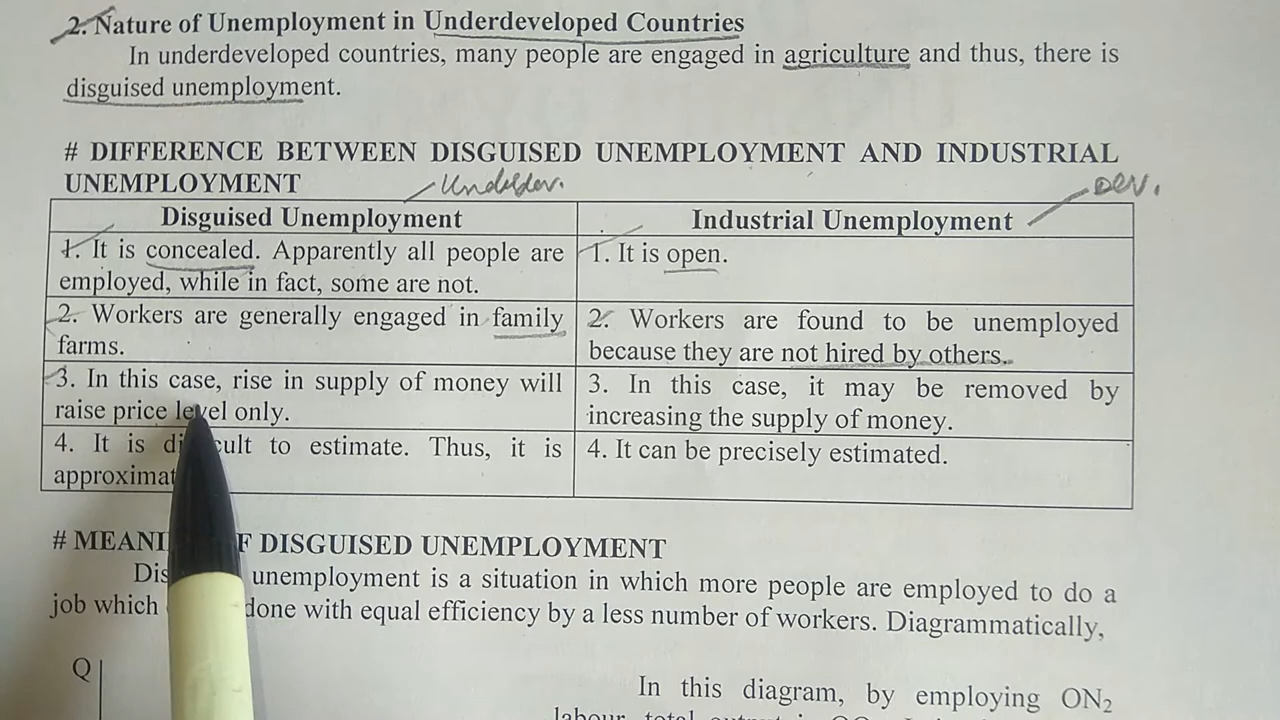 2. Nature of Unemployment in Underdeveloped Countries
In underdeveloped countries, many people are engaged in agriculture and thus, there is
disguised unemployment.
# DIFFERENCE BETWEEN DISGUISED UNEMPLOYMENT AND INDUSTRIAL
UNEMPLOYMENT
Dev.
Disguised Unemployment
Industrial Unemployment
1. It is concealed. Apparently all people are
employed, while in fact, some are not.
1. It is open.
2. Workers are generally engaged in family
farms.
2. Workers are found to be unemployed
because they are not hired by others.
3. In this case, rise in supply of money will
raise price level only.
3. In this case, it may be removed by
increasing the supply of money.
4. It is to estimate. Thus, it is
4. It can be precisely estimated.
# DISGUISED UNEMPLOYMENT
unemployment is a situation in which more people are employed to do a
job which done with equal efficiency by a less number of workers. Diagrammatically,
Q
In this diagram, by employing ON₂
labour, total output is